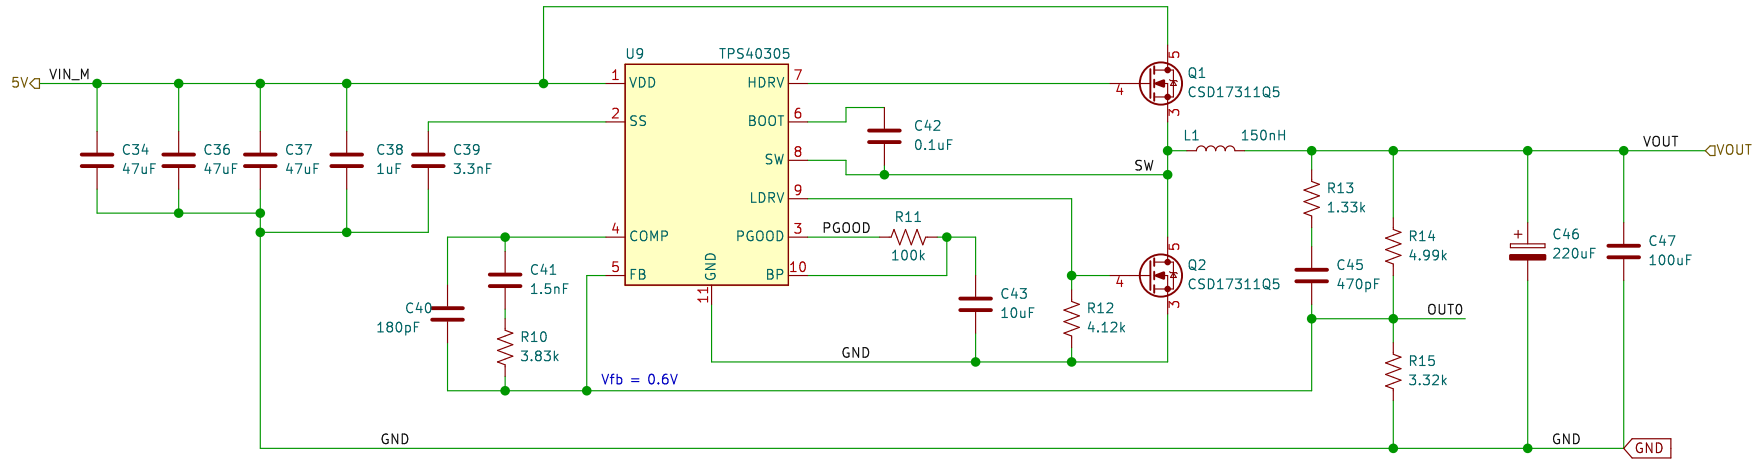 U9
TPS40305
5V
VIN_M
1
VDD
HDRV
7
2
SS
BOOT
6
SW
8
LDRV
9
4
COMP
PGOOD
3
5
FB
BP
10
GND
11
C34
47uF
C36
47uF
C37
47uF
C38
1uF
C39
3.3nF
C42
0.1uF
5
Q1
4
CSD17311Q5
3
L1
150nH
SW
VOUT
VOUT
R13
1.33k
R14
4.99k
C45
470pF
C46
220uF
+
C47
100uF
PGOOD
R11
100k
5
Q2
4
CSD17311Q5
3
C41
1.5nF
C40
180pF
R10
3.83k
C43
10uF
R12
4.12k
OUT0
GND
Vfb = 0.6V
R15
3.32k
GND
GND
GND